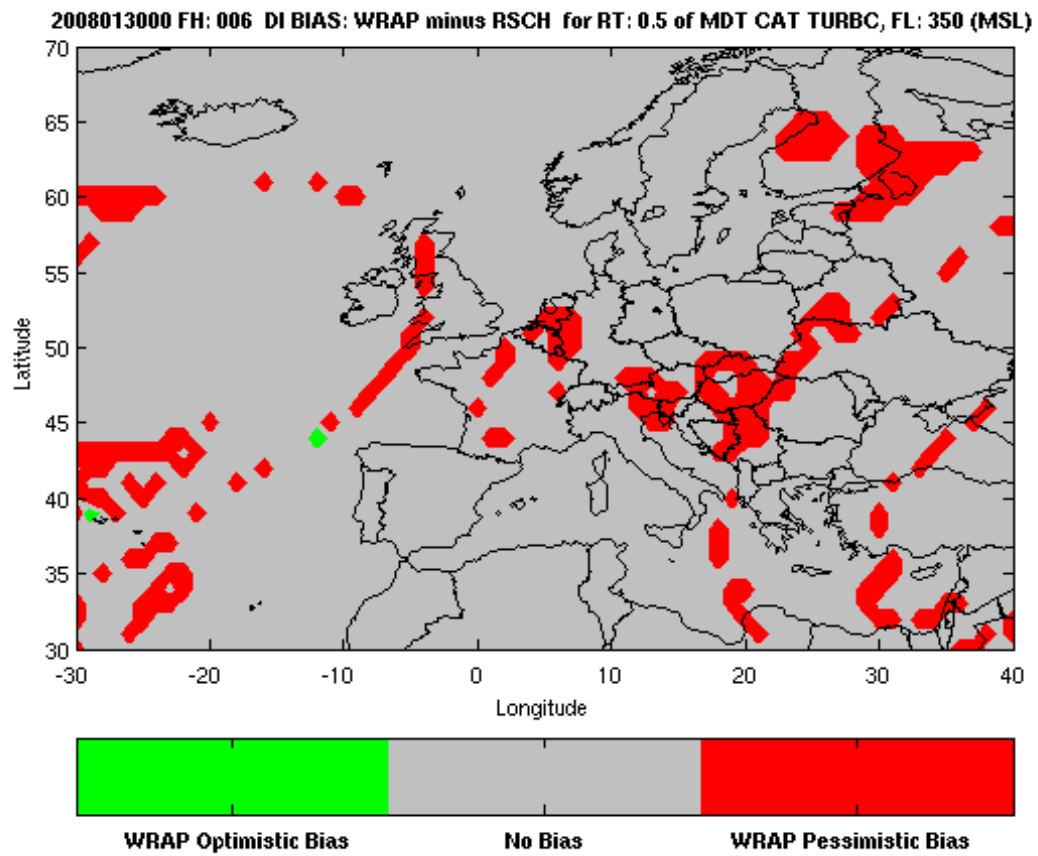 2008013000 FH: 006 DI BIAS: WRAP minus RSCH for RT: 0.5 of MDT CAT TURBC, FL: 350 (MSL)
70
65
60
55
50
45
40
35
30
Latitude
-30 -20 -10 0 10 20 30 40
Longitude
WRAP Optimistic Bias No Bias WRAP Pessimistic Bias